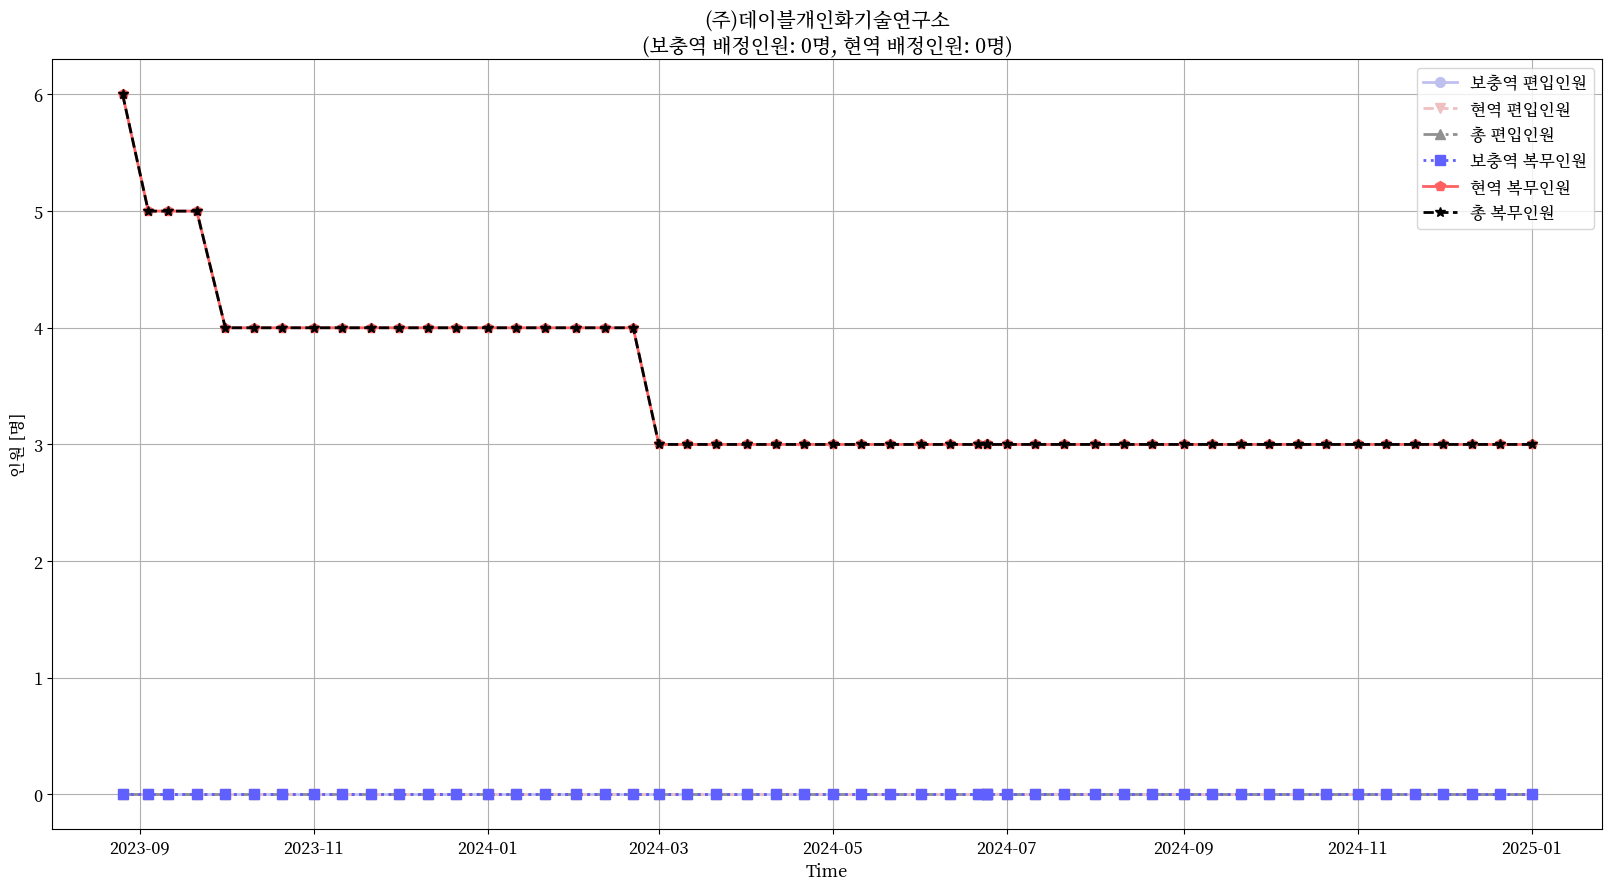 (주)데이블개인화기술연구소
(보충역 배정인원: 0명, 현역 배정인원: 0명)
보충역 편입인원
현역 편입인원
총 편입인원
보충역 복무인원
현역 복무인원
총 복무인원
인원 [명]
6
5
4
3
2
1
0
2023-09 2023-11 2024-01 2024-03 2024-05 2024-07 2024-09 2024-11 2025-01
Time